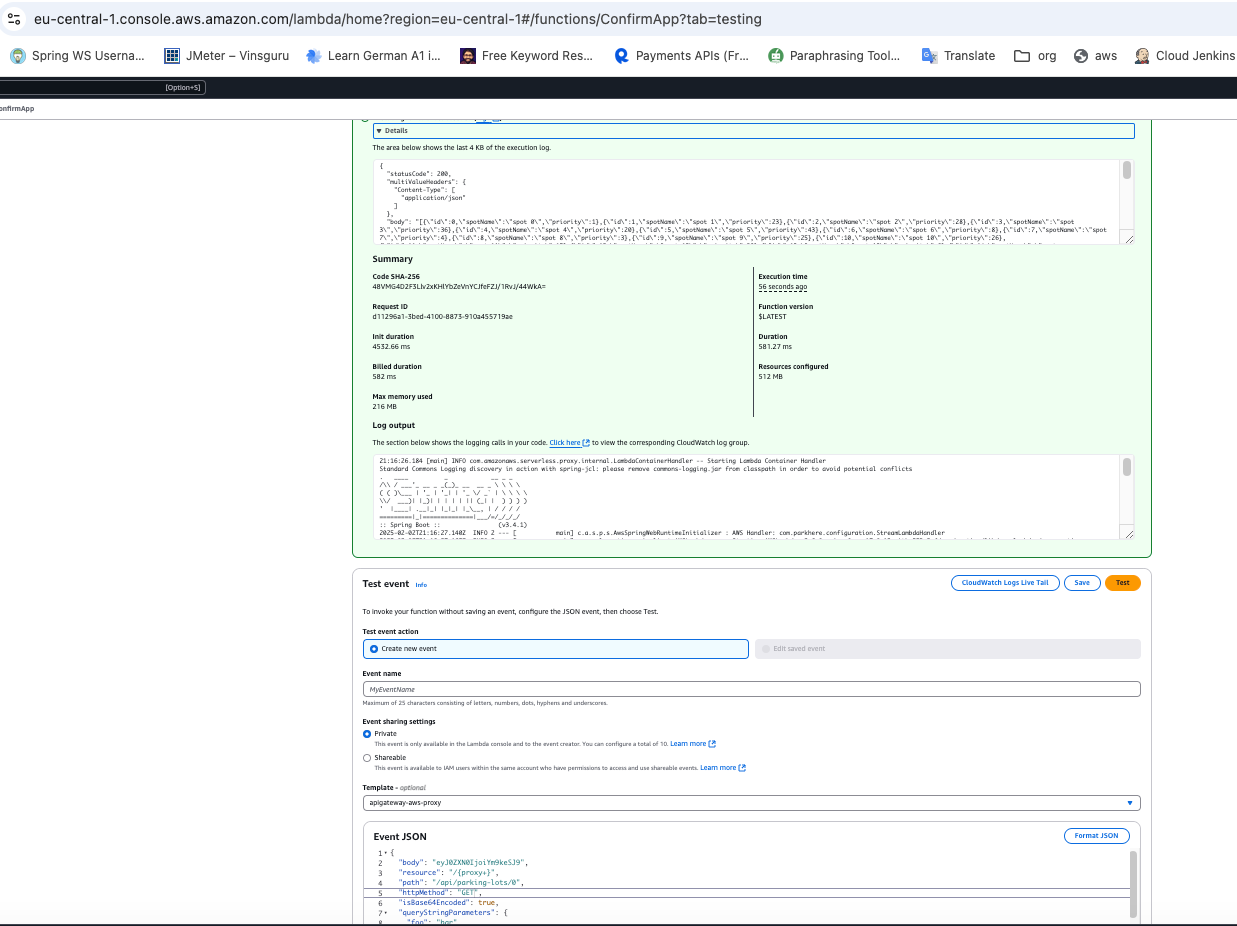 eu-central-1.console.aws.amazon.com/lambda/home?region=eu-central-1#/functions/ConfirmApp?tab=testing
Spring WS Userna... JMeter – Vinsguru Learn German A1 i... Free Keyword Res... Payments APIs (Fr... Paraphrasing Tool... Translate org aws Cloud Jenkins
[Option+S]
onfirmApp
▼ Details
The area below shows the last 4 KB of the execution log.
{
"statusCode": 200,
"multiValueHeaders": {
"Content-Type": [
"application/json"
]
},
"body": "[{\"id\":0,\"spotName\":\"spot 0\",\"priority\":1},{\"id\":1,\"spotName\":\"spot 1\",\"priority\":23},{\"id\":2,\"spotName\":\"spot 2\",\"priority\":28},{\"id\":3,\"spotName\":\"spot
3\",\"priority\":36},{\"id\":4,\"spotName\":\"spot 4\",\"priority\":20},{\"id\":5,\"spotName\":\"spot 5\",\"priority\":43},{\"id\":6,\"spotName\":\"spot 6\",\"priority\":8},{\"id\":7,\"spotName\":\"spot
7\",\"priority\":4},{\"id\":8,\"spotName\":\"spot 8\",\"priority\":3},{\"id\":9,\"spotName\":\"spot 9\",\"priority\":25},{\"id\":10,\"spotName\":\"spot 10\",\"priority\":26},
Summary
Code SHA-256
Execution time
56 seconds ago
Request ID
d11296a1-3bed-4100-8873-910a455719ae
Function version
$LATEST
Init duration
4532.66 ms
Duration
581.27 ms
Billed duration
582 ms
Resources configured
512 MB
Max memory used
216 MB
Log output
The section below shows the logging calls in your code. Click here to view the corresponding CloudWatch log group.
21:16:26.184 [main] INFO com.amazonaws.serverless.proxy.internal.LambdaContainerHandler -- Starting Lambda Container Handler
Standard Commons Logging discovery in action with spring-jcl: please remove commons-logging.jar from classpath in order to avoid potential conflicts
:: Spring Boot :: (v3.4.1)
2025-02-02T21:16:27.140Z INFO 2 --- [ main] c.a.s.p.s.AwsSpringWebRuntimeInitializer : AWS Handler: com.parkhere.configuration.StreamLambdaHandler
Test event Info
CloudWatch Logs Live Tail Save Test
To invoke your function without saving an event, configure the JSON event, then choose Test.
Test event action
Create new event
Edit saved event
Event name
MyEventName
Maximum of 25 characters consisting of letters, numbers, dots, hyphens and underscores.
Event sharing settings
Private
This event is only available in the Lambda console and to the event creator. You can configure a total of 10. Learn more
Shareable
This event is available to IAM users within the same account who have permissions to access and use shareable events. Learn more
Template - optional
apigateway-aws-proxy
Event JSON
Format JSON
1 {
2 "body": "eyJ0ZXN0IjoiYm9keSJ9",
3 "resource": "/{proxy+}",
4 "path": "/api/parking-lots/0",
5 "httpMethod": "GET",
6 "isBase64Encoded": true,
7 "queryStringParameters": {
8 "foo": "bar"